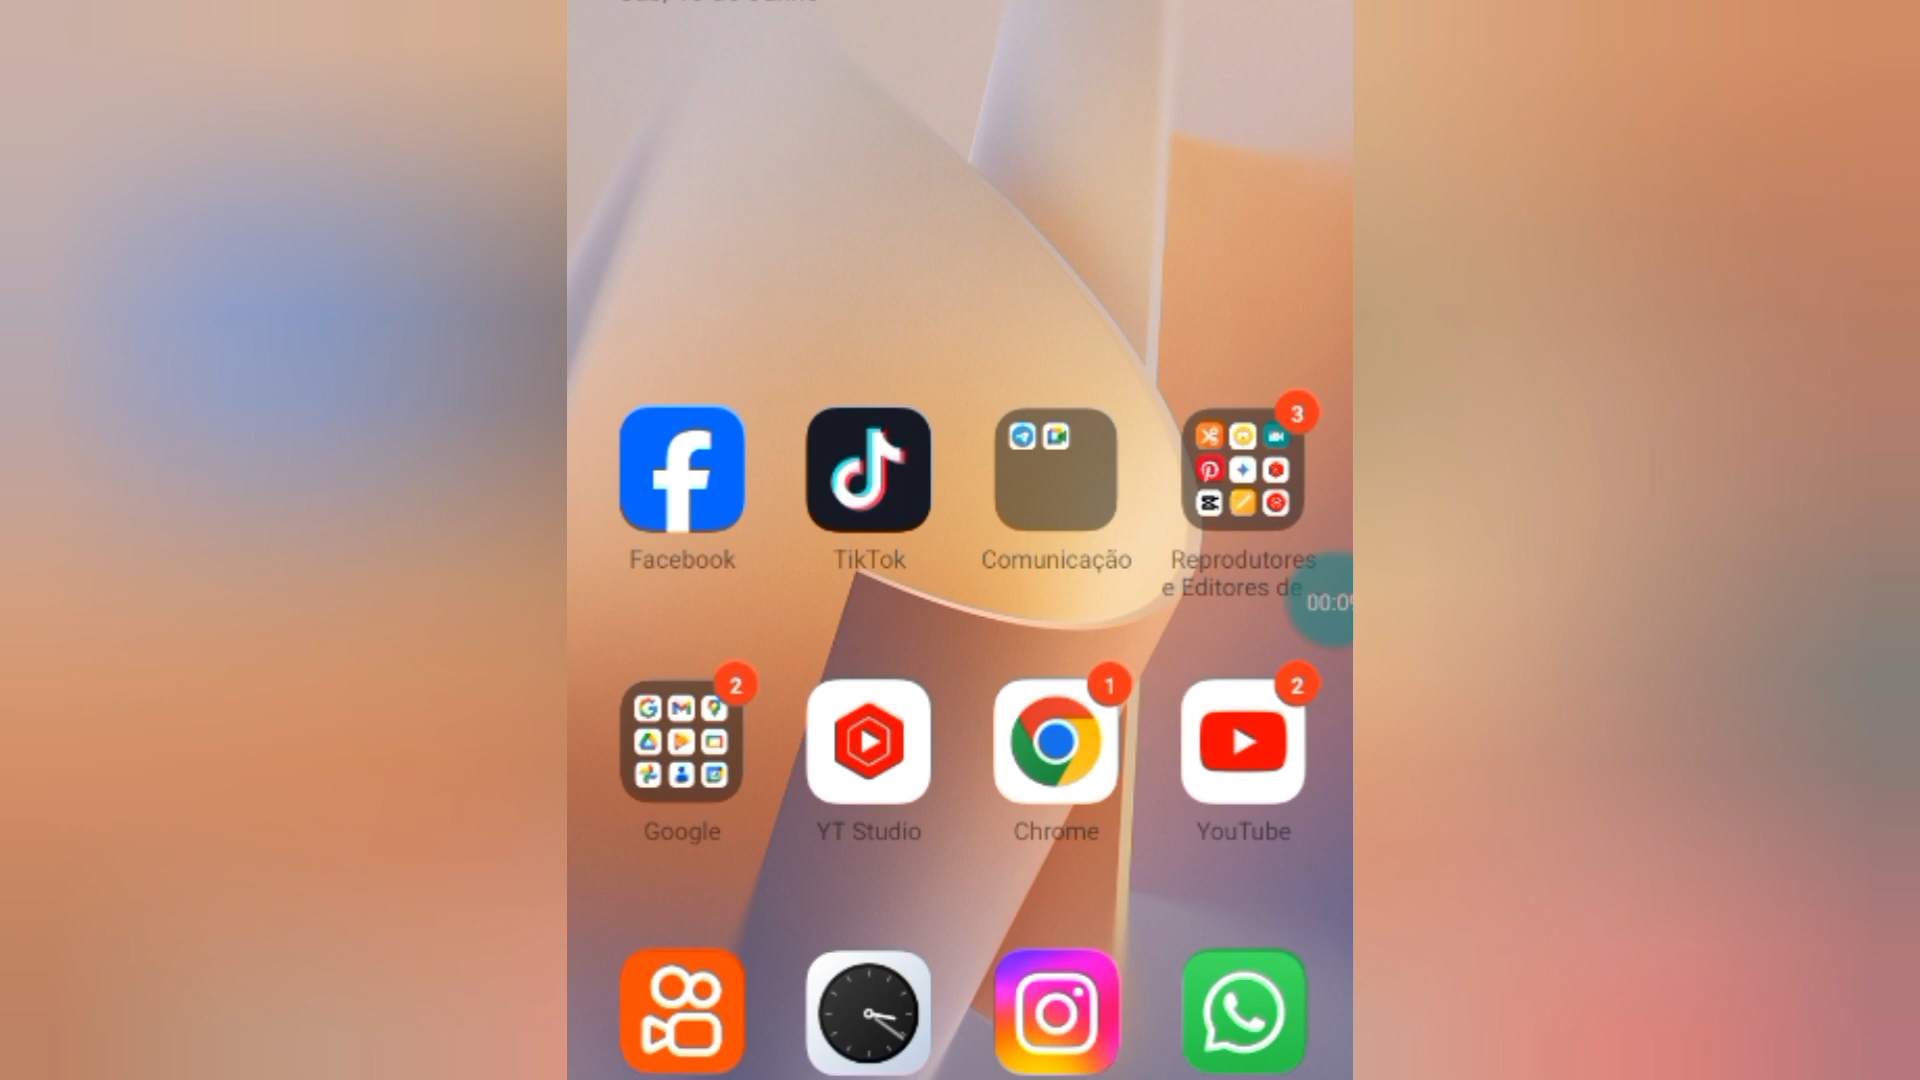 3
Facebook
TikTok
Comunicação
Reprodutores
e Editores de
00:0
2
1
2
Google
YT Studio
Chrome
YouTube